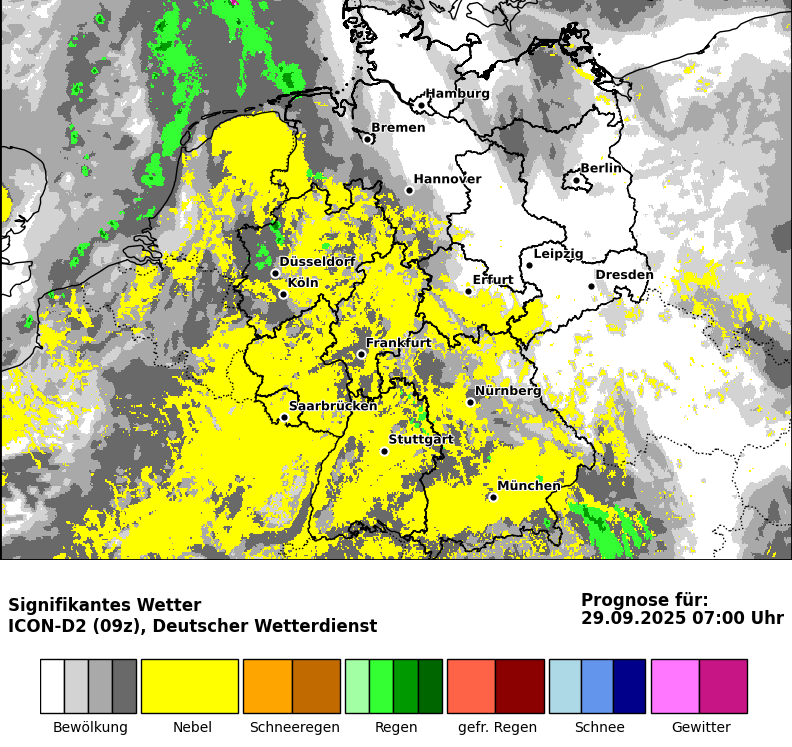 Hamburg
Bremen
Berlin
Hannover
Leipzig
Düsseldorf
Dresden
Köln
Erfurt
Frankfurt
Nürnberg
Saarbrücken
Stuttgart
München
Signifikantes Wetter
ICON-D2 (09z), Deutscher Wetterdienst
Prognose für:
29.09.2025 07:00 Uhr
Bewölkung Nebel Schneeregen Regen gefr. Regen Schnee Gewitter